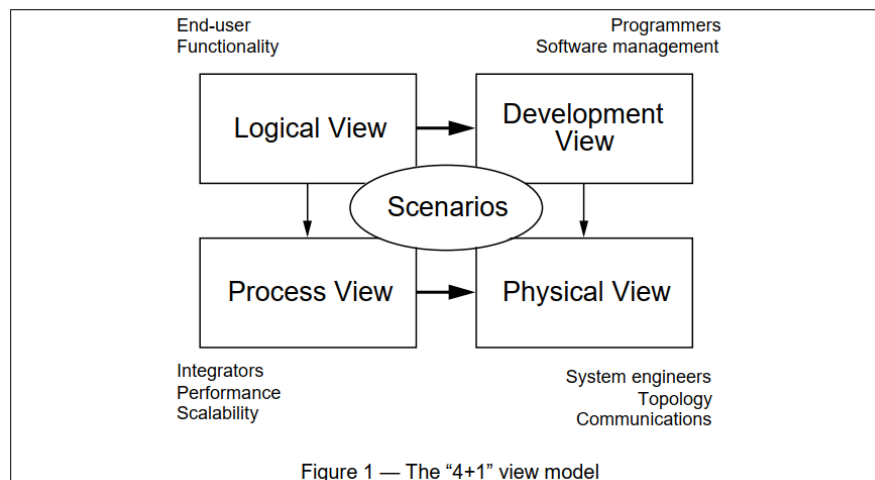 End-user
Functionality
Programmers
Software management
Logical View
Development
View
Scenarios
Process View
Physical View
Integrators
Performance
Scalability
System engineers
Topology
Communications
Figure 1 — The “4+1” view model